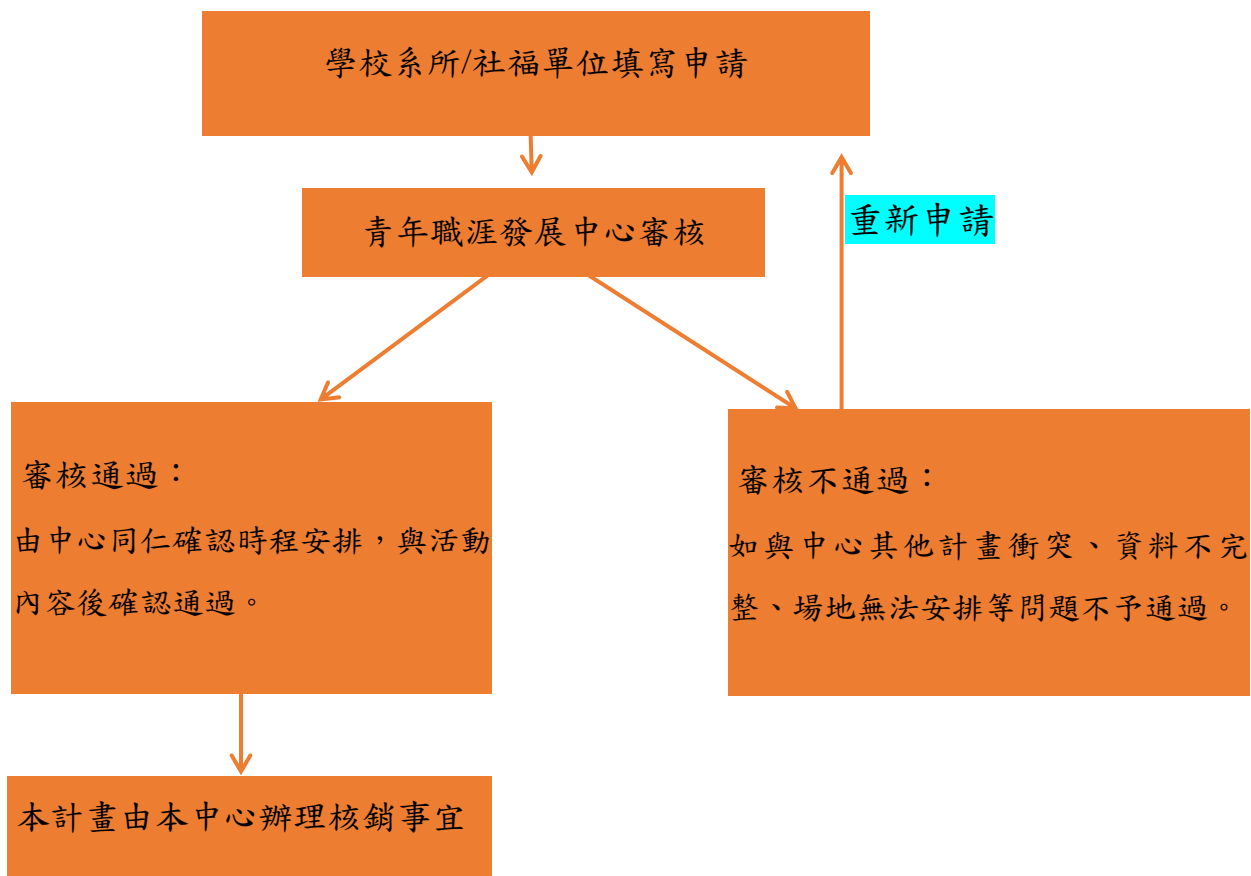 學校系所/社福單位填寫申請
青年職涯發展中心審核
重新申請
審核通過：
由中心同仁確認時程安排，與活動
內容後確認通過。
審核不通過：
如與中心其他計畫衝突、資料不完
整、場地無法安排等問題不予通過。
本計畫由本中心辦理核銷事宜